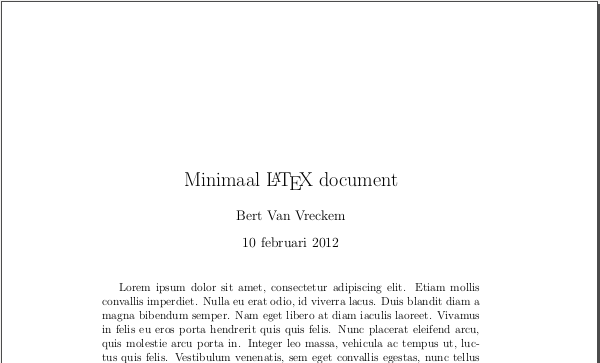 Minimaal LATEX document
Bert Van Vreckem
10 februari 2012
Lorem ipsum dolor sit amet, consectetur adipiscing elit. Etiam mollis
convallis imperdiet. Nulla eu erat odio, id viverra lacus. Duis blandit diam a
magna bibendum semper. Nam eget libero at diam iaculis laoreet. Vivamus
in felis eu eros porta hendrerit quis quis felis. Nunc placerat eleifend arcu,
quis molestie arcu porta in. Integer leo massa, vehicula ac tempus ut, luc-
tus quis felis. Vestibulum venenatis, sem eget convallis egestas, nunc tellus